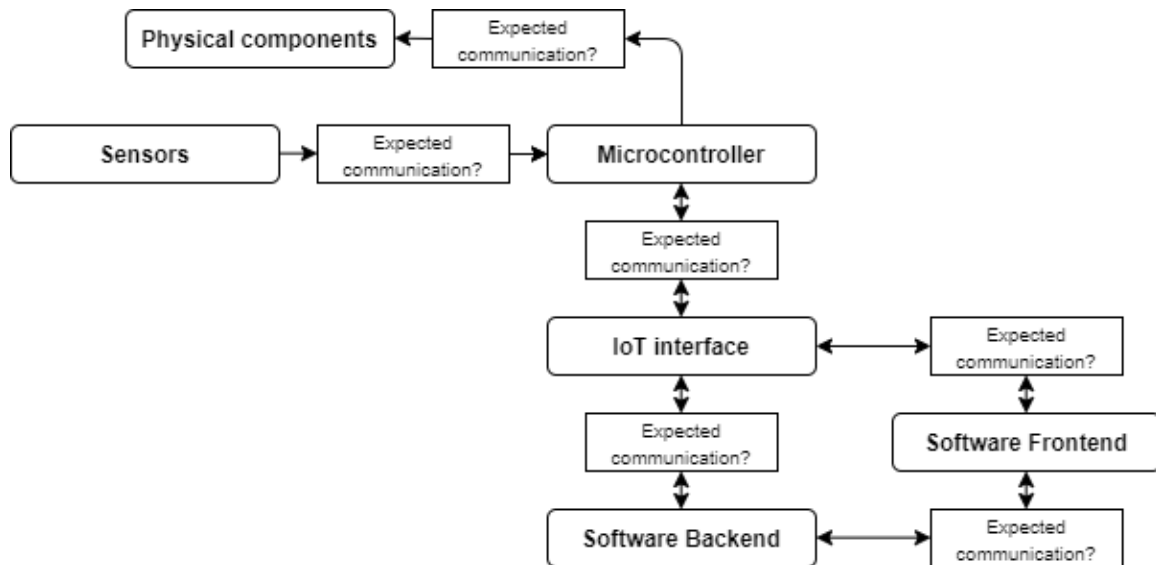 Physical components
Expected
communication?
Sensors
Expected
communication?
Microcontroller
Expected
communication?
IoT interface
Expected
communication?
Expected
communication?
Software Frontend
Software Backend
Expected
communication?